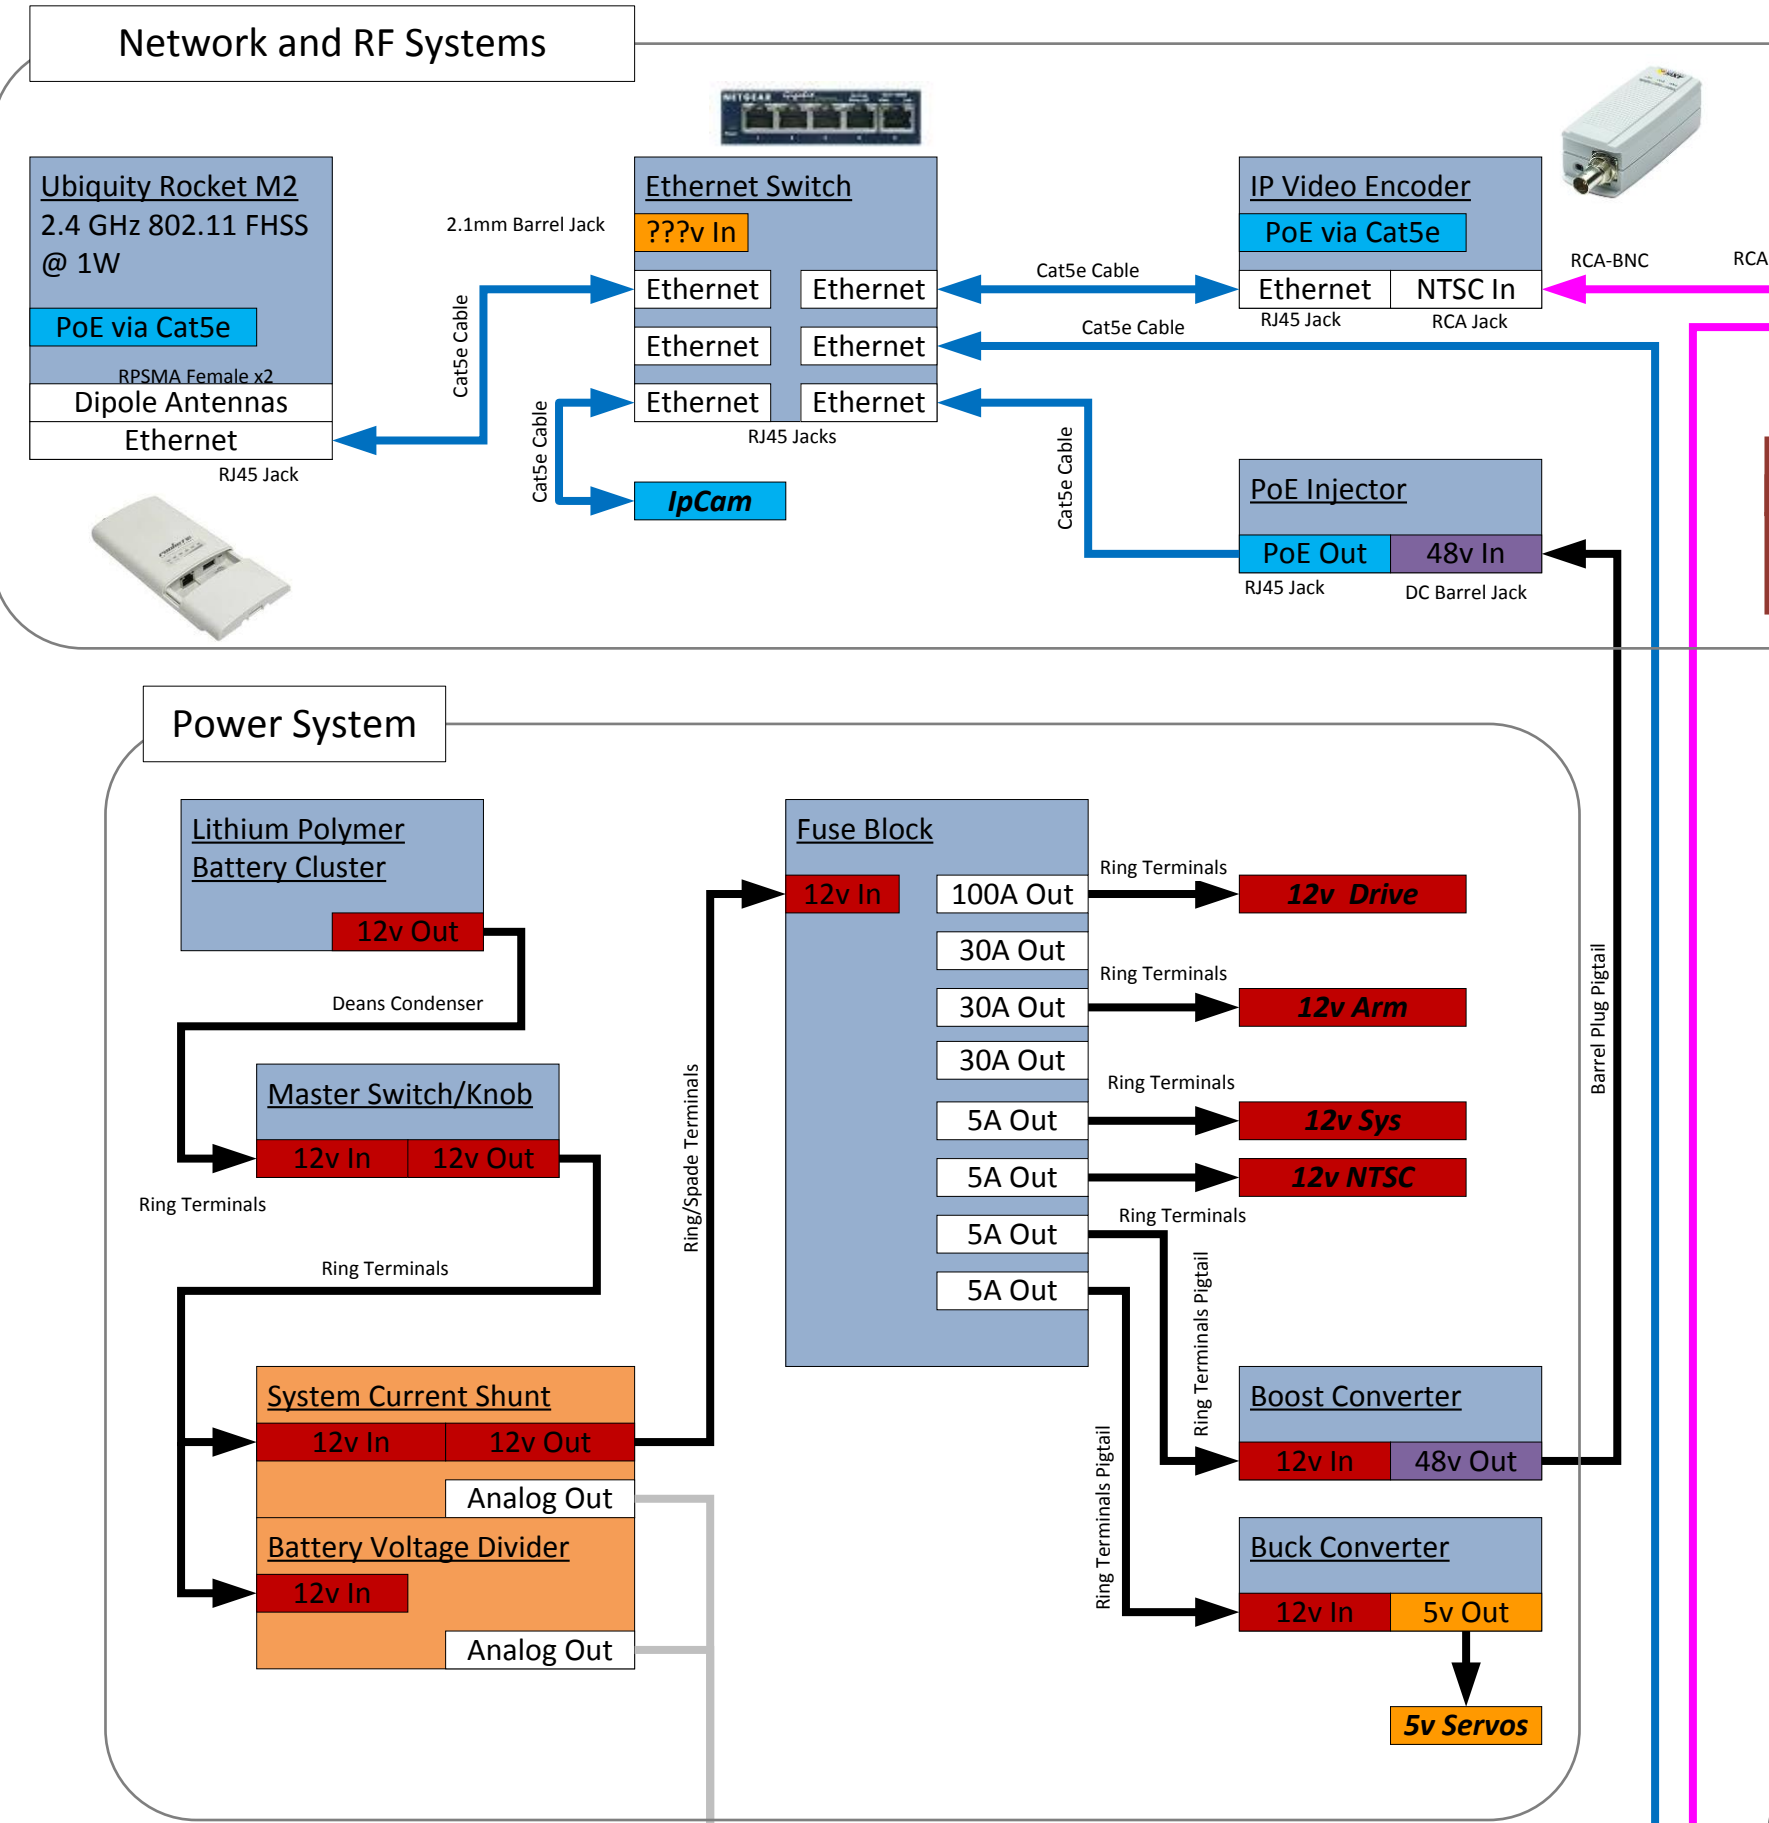 Network and RF Systems
NETGEAR
Ubiquity Rocket M2
2.4 GHz 802.11 FHSS
@ 1W
PoE via Cat5e
RPSMA Female x2
Dipole Antennas
Ethernet
RJ45 Jack
Cat5e Cable
2.1mm Barrel Jack
Ethernet Switch
???v In
Ethernet
Ethernet
Ethernet
Ethernet
Ethernet
Ethernet
RJ45 Jacks
Cat5e Cable
IpCam
Cat5e Cable
Cat5e Cable
Cat5e Cable
IP Video Encoder
PoE via Cat5e
Ethernet
NTSC In
RJ45 Jack
RCA Jack
RCA-BNC
RCA
PoE Injector
PoE Out
48v In
RJ45 Jack
DC Barrel Jack
Power System
Lithium Polymer
Battery Cluster
12v Out
Deans Condenser
Master Switch/Knob
12v In
12v Out
Ring Terminals
Ring Terminals
System Current Shunt
12v In
12v Out
Analog Out
Battery Voltage Divider
12v In
Analog Out
Ring/Spade Terminals
Fuse Block
12v In
100A Out
30A Out
30A Out
30A Out
5A Out
5A Out
5A Out
5A Out
Ring Terminals
12v Drive
Ring Terminals
12v Arm
Ring Terminals
12v Sys
12v NTSC
Ring Terminals
Ring Terminals Pigtail
Ring Terminals Pigtail
Barrel Plug Pigtail
Boost Converter
12v In
48v Out
Buck Converter
12v In
5v Out
5v Servos